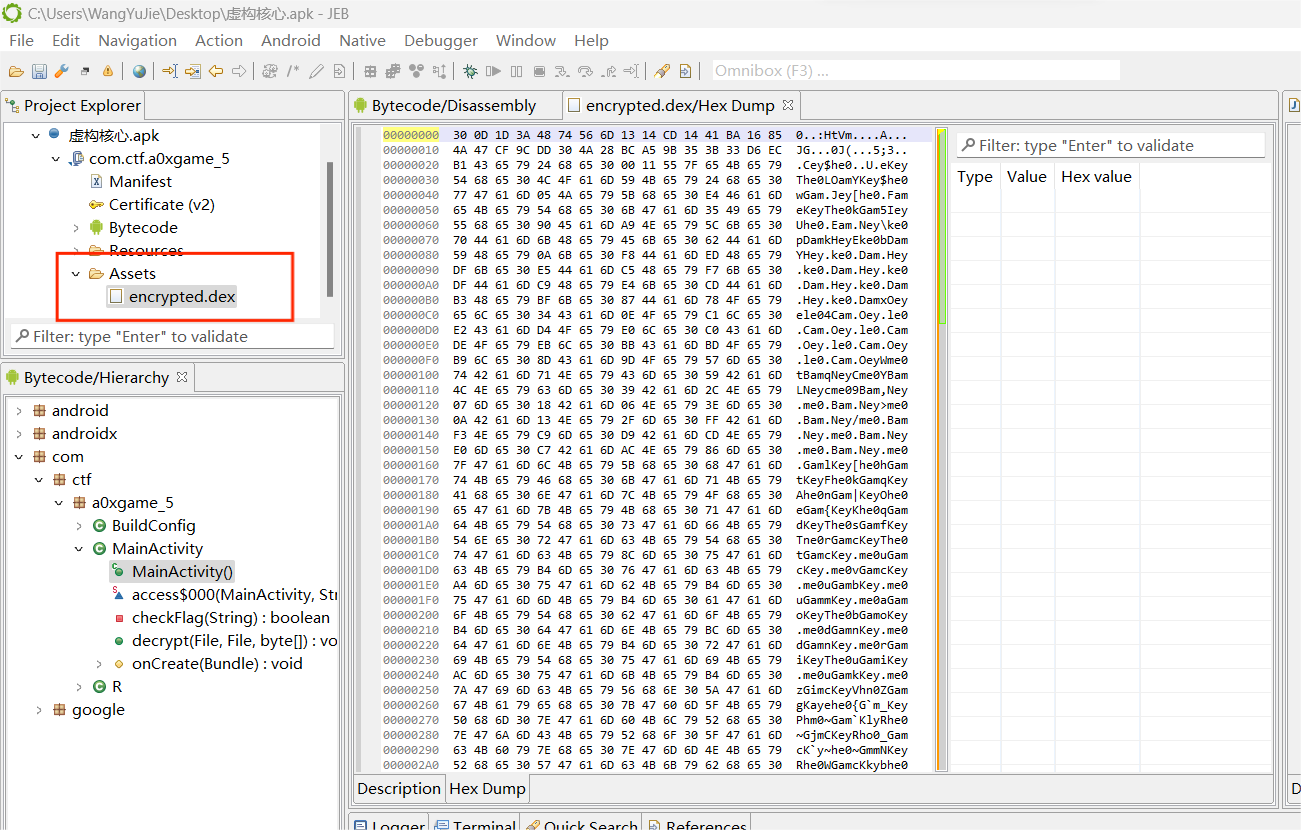 C:\Users\WangYuJie\Desktop\虚构核心.apk - JEB
File Edit Navigation Action Android Native Debugger Window Help
Omnibox (F3) ...
Project Explorer
虚构核心.apk
com.ctf.a0xgame_5
Manifest
Certificate (v2)
Bytecode
Resources
Assets
encrypted.dex
Filter: type "Enter" to validate
Bytecode/Hierarchy
android
androidx
com
ctf
a0xgame_5
BuildConfig
MainActivity
MainActivity()
access$000(MainActivity, Stri
checkFlag(String) : boolean
decrypt(File, File, byte[]) : vo
onCreate(Bundle) : void
R
google
Bytecode/Disassembly encrypted.dex/Hex Dump
00000000 30 0D 1D 3A 48 74 56 6D 13 14 CD 14 41 BA 16 85 0..:HtVm....A...
00000010 4A 47 CF 9C DD 30 4A 28 BC A5 9B 35 3B 33 D6 EC JG...0J(...5;3..
00000020 B1 43 65 79 24 68 65 30 00 11 55 7F 65 4B 65 79 .Cey$he0..U.eKey
00000030 54 68 65 30 4C 4F 61 6D 59 4B 65 79 24 68 65 30 The0LOamYKey$he0
00000040 77 47 61 6D 05 4A 65 79 5B 68 65 30 E4 46 61 6D wGam.Jey[he0.Fam
00000050 65 4B 65 79 54 68 65 30 6B 47 61 6D 35 49 65 79 eKeyThe0kGam5Iey
00000060 55 68 65 30 90 45 61 6D A9 4E 65 79 5C 6B 65 30 Uhe0.Eam.Ney\ke0
00000070 70 44 61 6D 6B 48 65 79 45 6B 65 30 62 44 61 6D pDamkHeyEke0bDam
00000080 59 48 65 79 0A 6B 65 30 F8 44 61 6D ED 48 65 79 YHey.ke0.Dam.Hey
00000090 DF 6B 65 30 E5 44 61 6D C5 48 65 79 F7 6B 65 30 .ke0.Dam.Hey.ke0
000000A0 DF 44 61 6D C9 48 65 79 E4 6B 65 30 CD 44 61 6D .Dam.Hey.ke0.Dam
000000B0 B3 48 65 79 BF 6B 65 30 87 44 61 6D 78 4F 65 79 .Hey.ke0.DamxOey
000000C0 65 6C 65 30 34 43 61 6D 0E 4F 65 79 C1 6C 65 30 ele04Cam.Oey.le0
000000D0 E2 43 61 6D D4 4F 65 79 E0 6C 65 30 C0 43 61 6D .Cam.Oey.le0.Cam
000000E0 DE 4F 65 79 EB 6C 65 30 BB 43 61 6D BD 4F 65 79 .Oey.le0.Cam.Oey
000000F0 B9 6C 65 30 8D 43 61 6D 9D 4F 65 79 57 6D 65 30 .le0.Cam.OeyWme0
00000100 74 42 61 6D 71 4E 65 79 43 6D 65 30 59 42 61 6D tBamqNeyCme0YBam
00000110 4C 4E 65 79 63 6D 65 30 39 42 61 6D 2C 4E 65 79 LNeycme09Bam,Ney
00000120 07 6D 65 30 18 42 61 6D 06 4E 65 79 3E 6D 65 30 .me0.Bam.Ney>me0
00000130 0A 42 61 6D 13 4E 65 79 2F 6D 65 30 FF 42 61 6D .Bam.Ney/me0.Bam
00000140 F3 4E 65 79 C9 6D 65 30 D9 42 61 6D CD 4E 65 79 .Ney.me0.Bam.Ney
00000150 E0 6D 65 30 C7 42 61 6D AC 4E 65 79 86 6D 65 30 .me0.Bam.Ney.me0
00000160 7F 47 61 6D 6C 4B 65 79 5B 68 65 30 68 47 61 6D .GamlKey[he0hGam
00000170 74 4B 65 79 46 68 65 30 6B 47 61 6D 71 4B 65 79 tKeyFhe0kGamqKey
00000180 41 68 65 30 6E 47 61 6D 7C 4B 65 79 4F 68 65 30 Ahe0nGam|KeyOhe0
00000190 65 47 61 6D 7B 4B 65 79 4B 68 65 30 71 47 61 6D eGam{KeyKhe0qGam
000001A0 64 4B 65 79 54 68 65 30 73 47 61 6D 66 4B 65 79 dKeyThe0sGamfKey
000001B0 54 6E 65 30 72 47 61 6D 63 4B 65 79 54 68 65 30 Tne0rGamcKeyThe0
000001C0 74 47 61 6D 63 4B 65 79 8C 6D 65 30 75 47 61 6D tGamcKey.me0uGam
000001D0 63 4B 65 79 B4 6D 65 30 76 47 61 6D 63 4B 65 79 cKey.me0vGamcKey
000001E0 A4 6D 65 30 75 47 61 6D 62 4B 65 79 B4 6D 65 30 .me0uGambKey.me0
000001F0 75 47 61 6D 6D 4B 65 79 B4 6D 65 30 61 47 61 6D uGammKey.me0aGam
00000200 6F 4B 65 79 54 68 65 30 62 47 61 6D 6F 4B 65 79 oKeyThe0bGamoKey
00000210 B4 6D 65 30 64 47 61 6D 6E 4B 65 79 BC 6D 65 30 .me0dGamnKey.me0
00000220 64 47 61 6D 6E 4B 65 79 B4 6D 65 30 72 47 61 6D dGamnKey.me0rGam
00000230 69 4B 65 79 54 68 65 30 75 47 61 6D 69 4B 65 79 iKeyThe0uGamiKey
00000240 AC 6D 65 30 75 47 61 6D 6B 4B 65 79 B4 6D 65 30 .me0uGamkKey.me0
00000250 7A 47 69 6D 63 4B 65 79 56 68 6E 30 5A 47 61 6D zGimcKeyVhn0ZGam
00000260 67 4B 61 79 65 68 65 30 7B 47 60 6D 5F 4B 65 79 gKayehe0{G`m_Key
00000270 50 68 6D 30 7E 47 61 6D 60 4B 6C 79 52 68 65 30 Phm0~Gam`KlyRhe0
00000280 7E 47 6A 6D 43 4B 65 79 52 68 6F 30 5F 47 61 6D ~GjmCKeyRho0_Gam
00000290 63 4B 60 79 7E 68 65 30 7E 47 6D 6D 4E 4B 65 79 cK`y~he0~GmmNKey
000002A0 52 68 65 30 57 47 61 6D 63 4B 6B 79 62 68 65 30 Rhe0WGamcKkybhe0
Filter: type "Enter" to validate
Type Value Hex value
Description Hex Dump
Logger Terminal Quick Search References